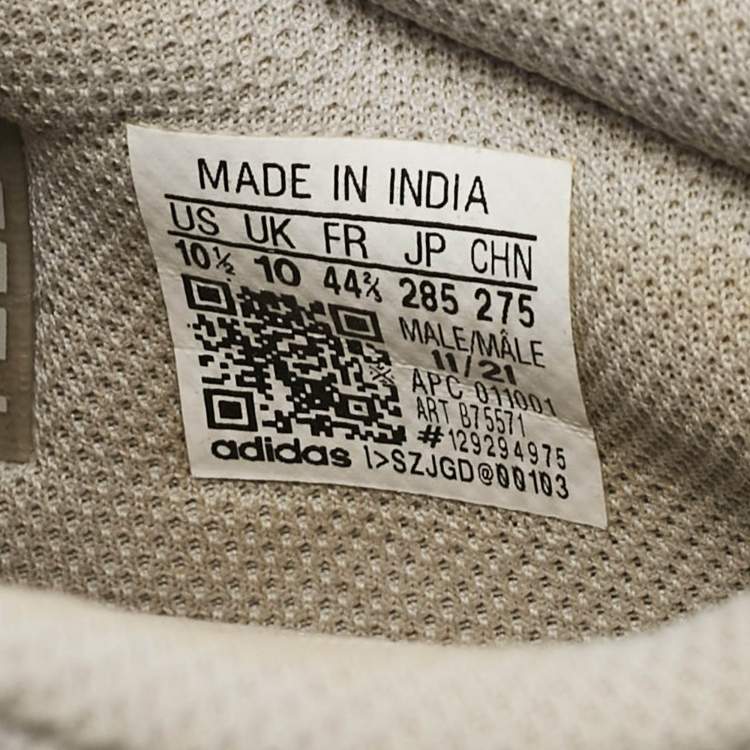 MADE IN INDIA
US UK FR JP CHN
10½ 10 44⅔ 285 275
MALE/MÂLE
11/21
APC 011001
ART B75571
#129294975
adidas I>SZJGD@00103